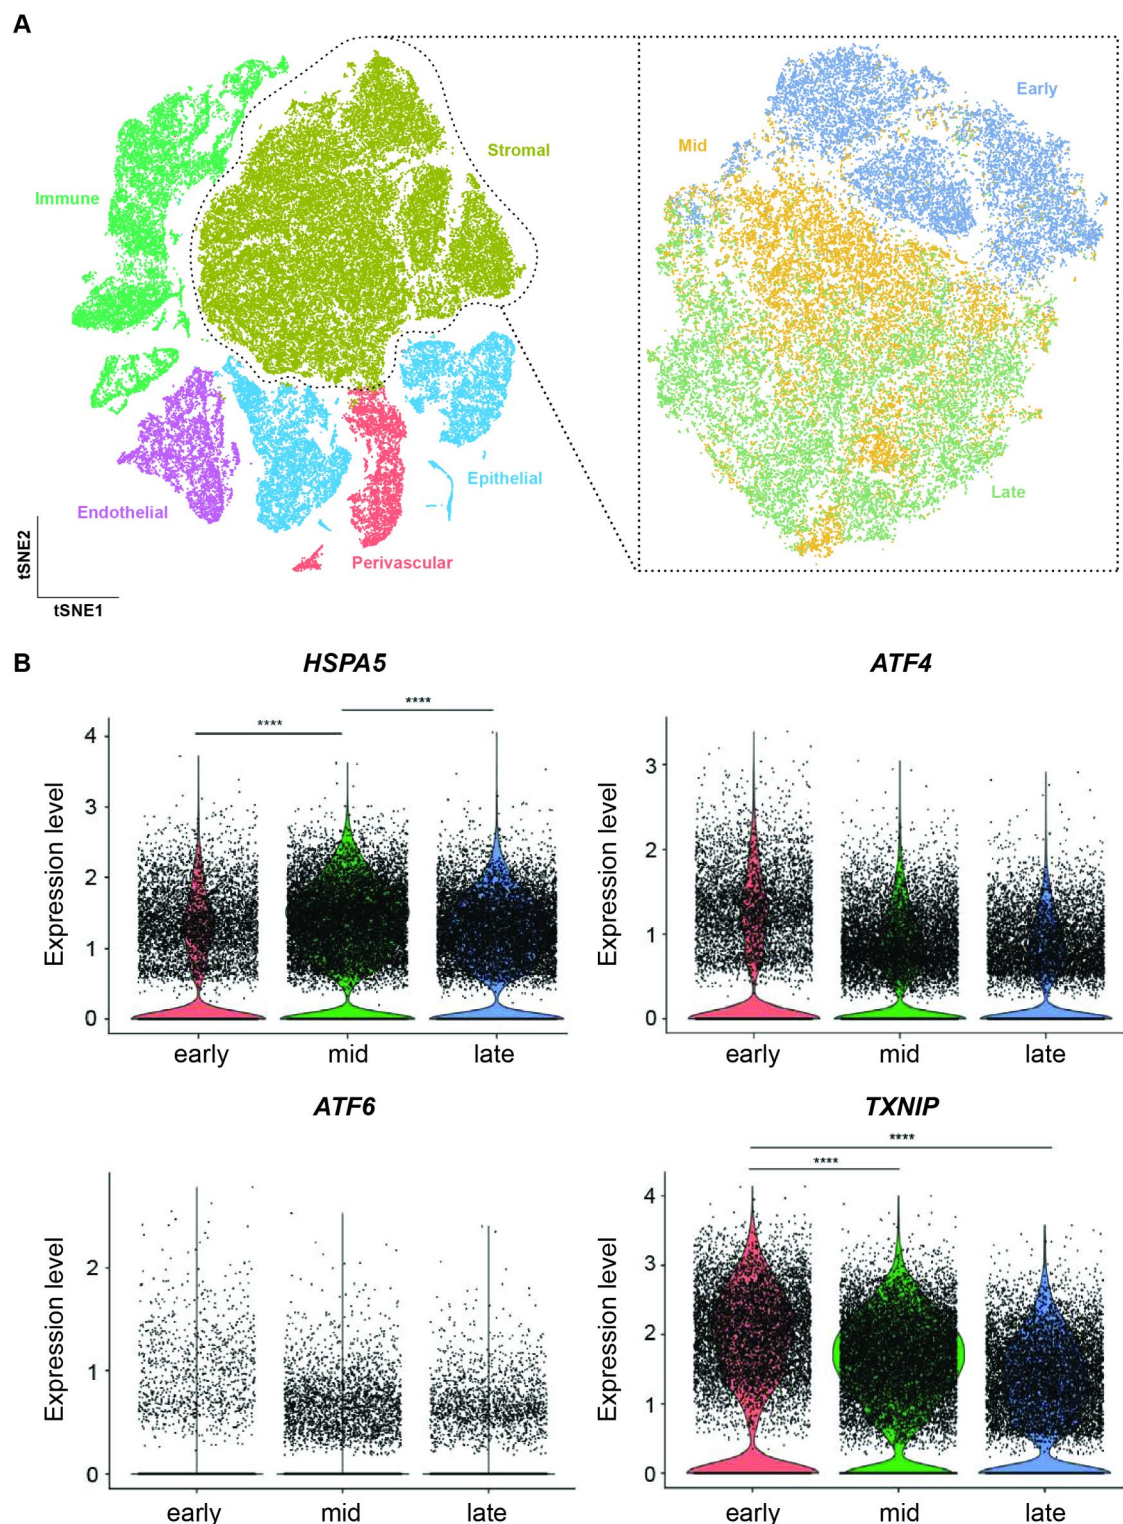 A
Early
Mid
Stromal
Immune
Epithelial
Late
Endothelial
Perivascular
tSNE2
tSNE1
B
HSPA5
ATF4
****
****
Expression level
4
3
2
1
0
early
mid
late
Expression level
3
2
1
0
early
mid
late
ATF6
TXNIP
Expression level
2
1
0
early
mid
late
****
****
Expression level
4
3
2
1
0
early
mid
late